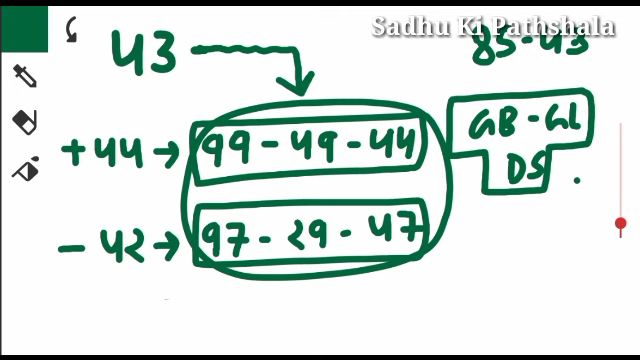 Sadhu Ki Pathshala
43
85-43
+44 → 99-49-44
GB-GL
DS.
-42 → 97-29-47